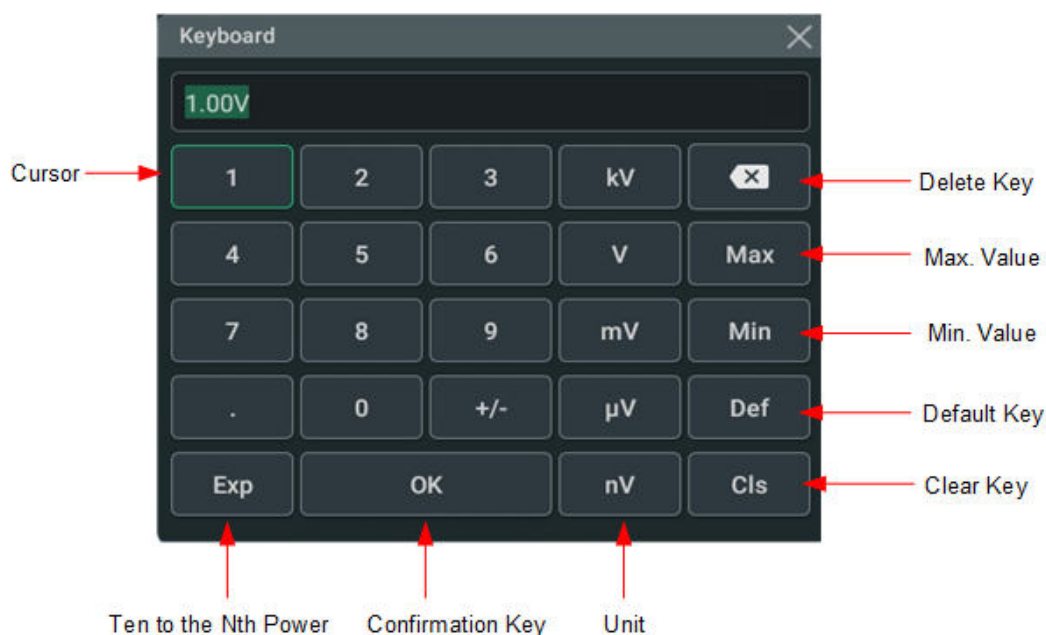 Keyboard
1.00V
Cursor 1 2 3 kV Delete Key
4 5 6 V Max Max. Value
7 8 9 mV Min Min. Value
. 0 +/- µV Def Default Key
Exp OK nV Cls Clear Key
Ten to the Nth Power Confirmation Key Unit